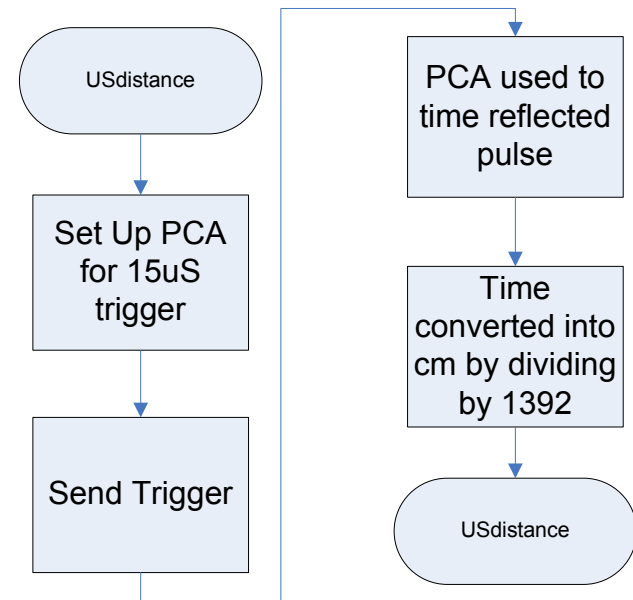 USdistance
Set Up PCA
for 15uS
trigger
Send Trigger
PCA used to
time reflected
pulse
Time
converted into
cm by dividing
by 1392
USdistance